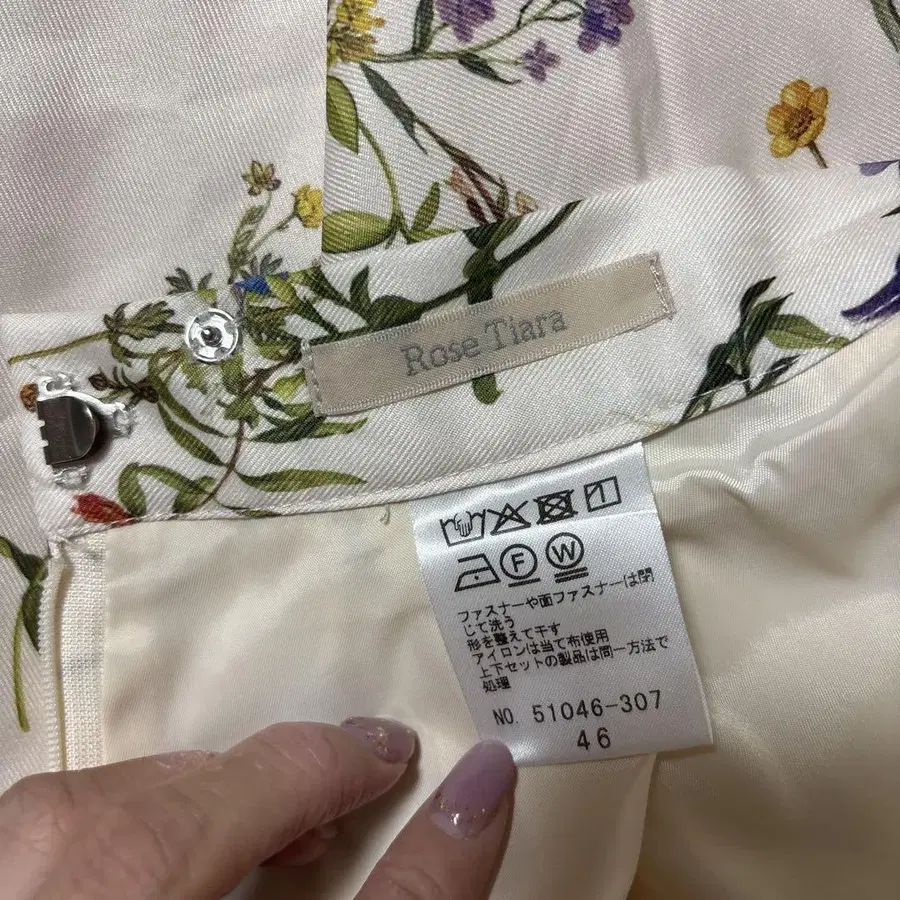 Rose Tiara
F W
ファスナーや面ファスナーは閉
じて洗う
形を整えて干す
アイロンは当て布使用
上下セットの製品は同一方法で
処理
NO. 51046-307
46